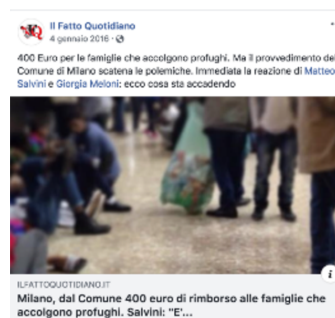 Il Fatto Quotidiano
4 gennaio 2016 ·
400 Euro per le famiglie che accolgono profughi. Ma il provvedimento del
Comune di Milano scatena le polemiche. Immediata la reazione di Matteo
Salvini e Giorgia Meloni: ecco cosa sta accadendo
i
ILFATTOQUOTIDIANO.IT
Milano, dal Comune 400 euro di rimborso alle famiglie che
accolgono profughi. Salvini: "E'...